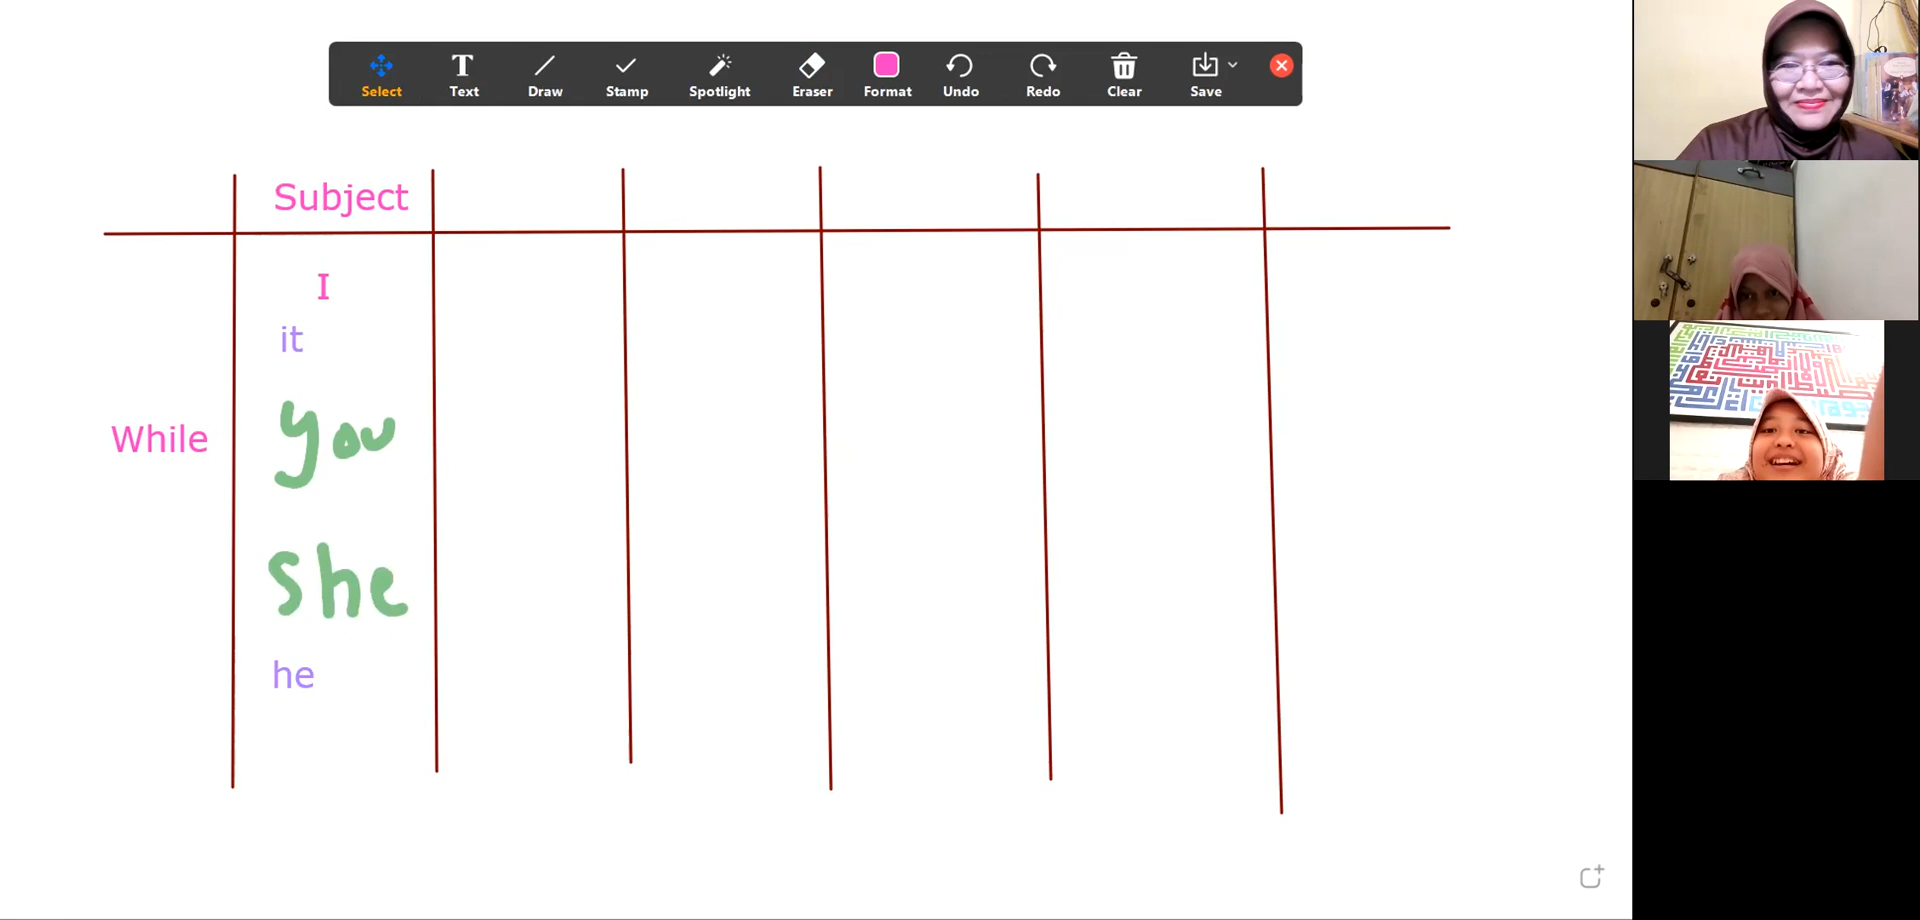 Select Text Draw Stamp Spotlight Eraser Format Undo Redo Clear Save
Subject
I
it
you
While
she
he